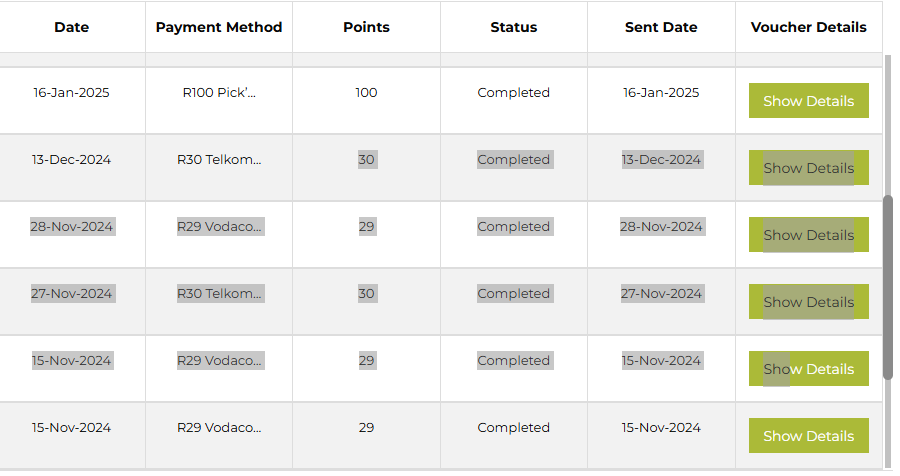 Date Payment Method Points Status Sent Date Voucher Details
16-Jan-2025 R100 Pick'... 100 Completed 16-Jan-2025 Show Details
13-Dec-2024 R30 Telkom... 30 Completed 13-Dec-2024 Show Details
28-Nov-2024 R29 Vodaco... 29 Completed 28-Nov-2024 Show Details
27-Nov-2024 R30 Telkom... 30 Completed 27-Nov-2024 Show Details
15-Nov-2024 R29 Vodaco... 29 Completed 15-Nov-2024 Show Details
15-Nov-2024 R29 Vodaco... 29 Completed 15-Nov-2024 Show Details